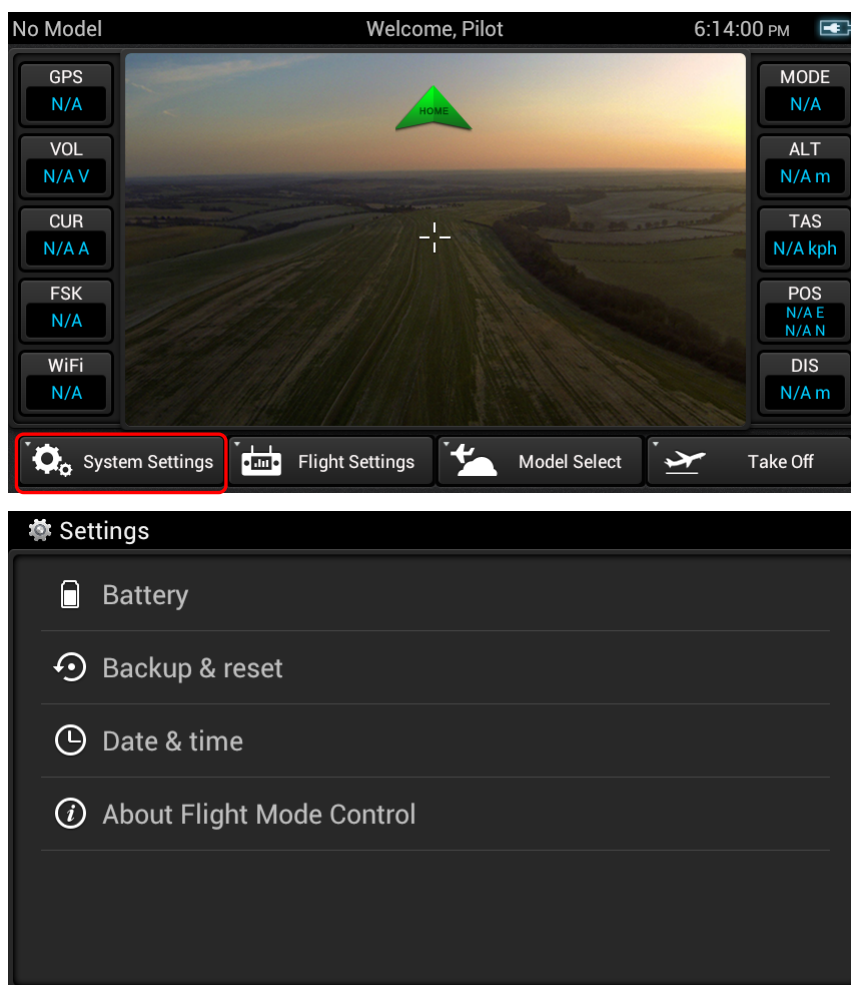 No Model Welcome, Pilot 6:14:00 PM
GPS
N/A
VOL
N/A V
CUR
N/A A
FSK
N/A
WiFi
N/A
HOME
MODE
N/A
ALT
N/A m
TAS
N/A kph
POS
N/A E
N/A N
DIS
N/A m
System Settings Flight Settings Model Select Take Off
Settings
Battery
Backup & reset
Date & time
About Flight Mode Control